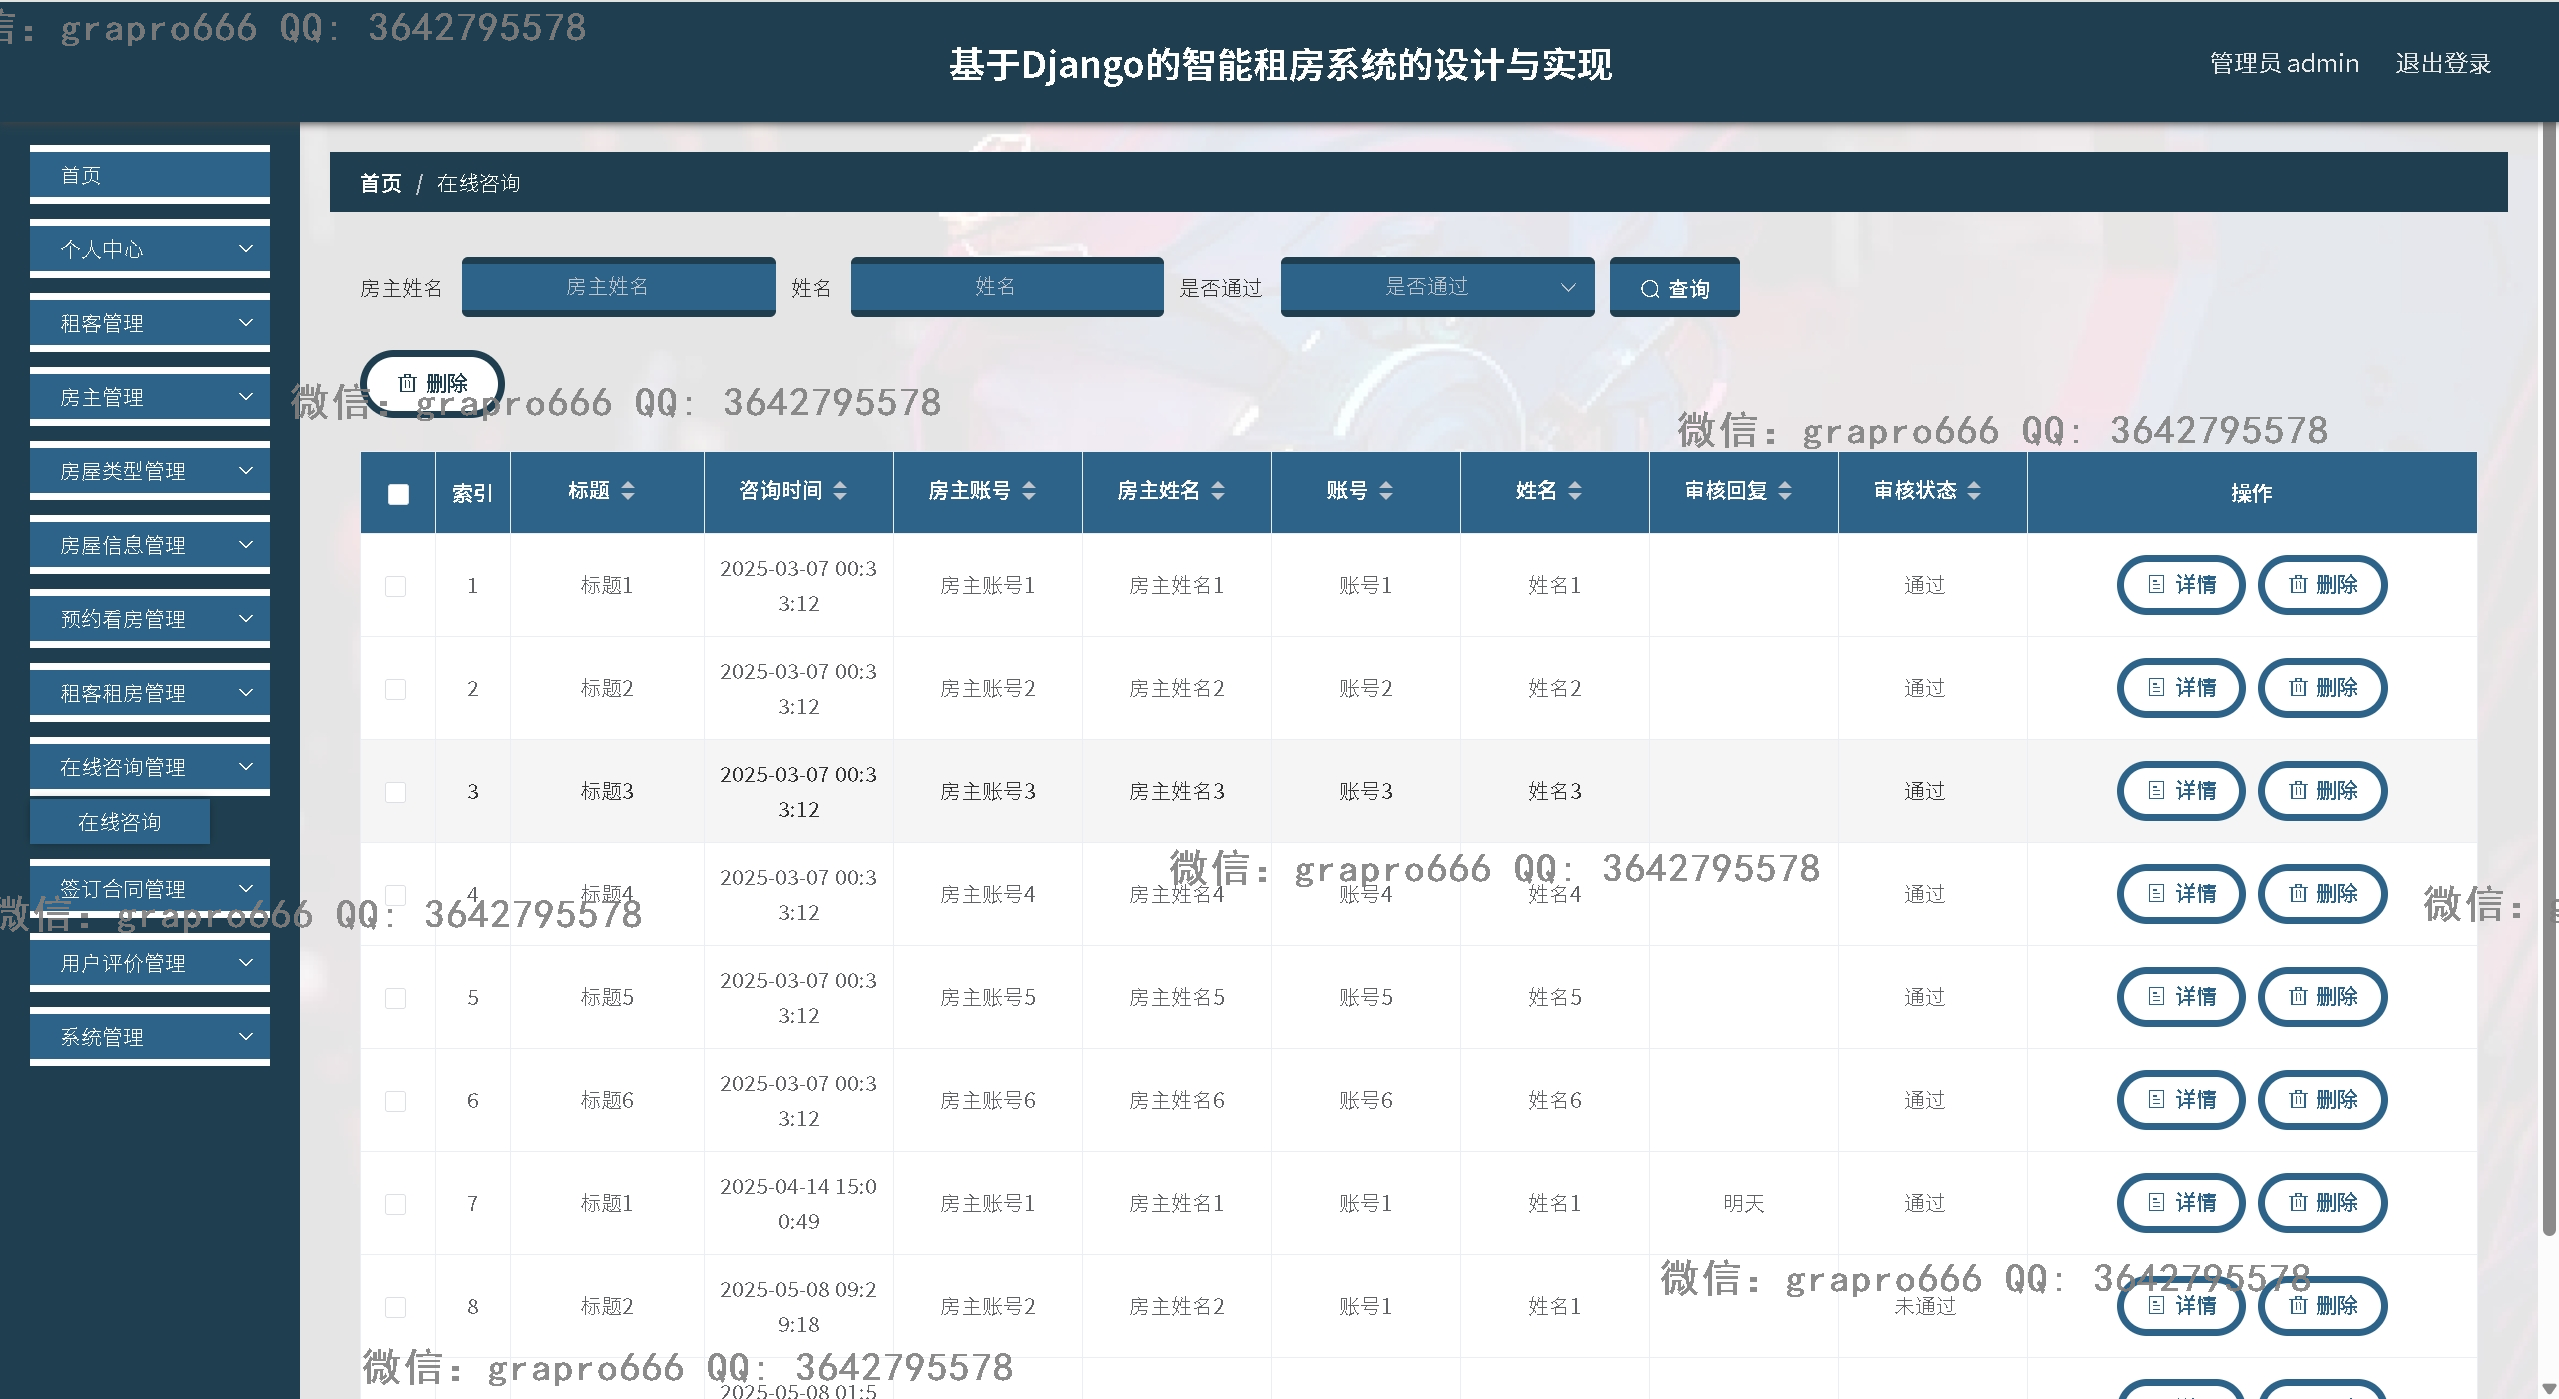 信: grapro666 QQ: 3642795578
基于Django的智能租房系统的设计与实现
管理员 admin 退出登录
首页
个人中心
租客管理
房主管理
房屋类型管理
房屋信息管理
预约看房管理
租客租房管理
在线咨询管理
在线咨询
签订合同管理
用户评价管理
系统管理
首页 / 在线咨询
房主姓名 房主姓名 姓名 姓名 是否通过 是否通过 查询
删除
微信: grapro666 QQ: 3642795578
微信: grapro666 QQ: 3642795578
索引 标题 咨询时间 房主账号 房主姓名 账号 姓名 审核回复 审核状态 操作
1 标题1 2025-03-07 00:3
3:12 房主账号1 房主姓名1 账号1 姓名1 通过 详情 删除
2 标题2 2025-03-07 00:3
3:12 房主账号2 房主姓名2 账号2 姓名2 通过 详情 删除
3 标题3 2025-03-07 00:3
3:12 房主账号3 房主姓名3 账号3 姓名3 通过 详情 删除
微信: grapro666 QQ: 3642795578
4 标题4 2025-03-07 00:3
3:12 房主账号4 房主姓名4 账号4 姓名4 通过 详情 删除
微信: grapro666 QQ: 3642795578
微信:
5 标题5 2025-03-07 00:3
3:12 房主账号5 房主姓名5 账号5 姓名5 通过 详情 删除
6 标题6 2025-03-07 00:3
3:12 房主账号6 房主姓名6 账号6 姓名6 通过 详情 删除
7 标题1 2025-04-14 15:0
0:49 房主账号1 房主姓名1 账号1 姓名1 明天 通过 详情 删除
微信: grapro666 QQ: 3642795578
8 标题2 2025-05-08 09:2
9:18 房主账号2 房主姓名2 账号1 姓名1 未通过 详情 删除
微信: grapro666 QQ: 3642795578
2025-05-08 01:5